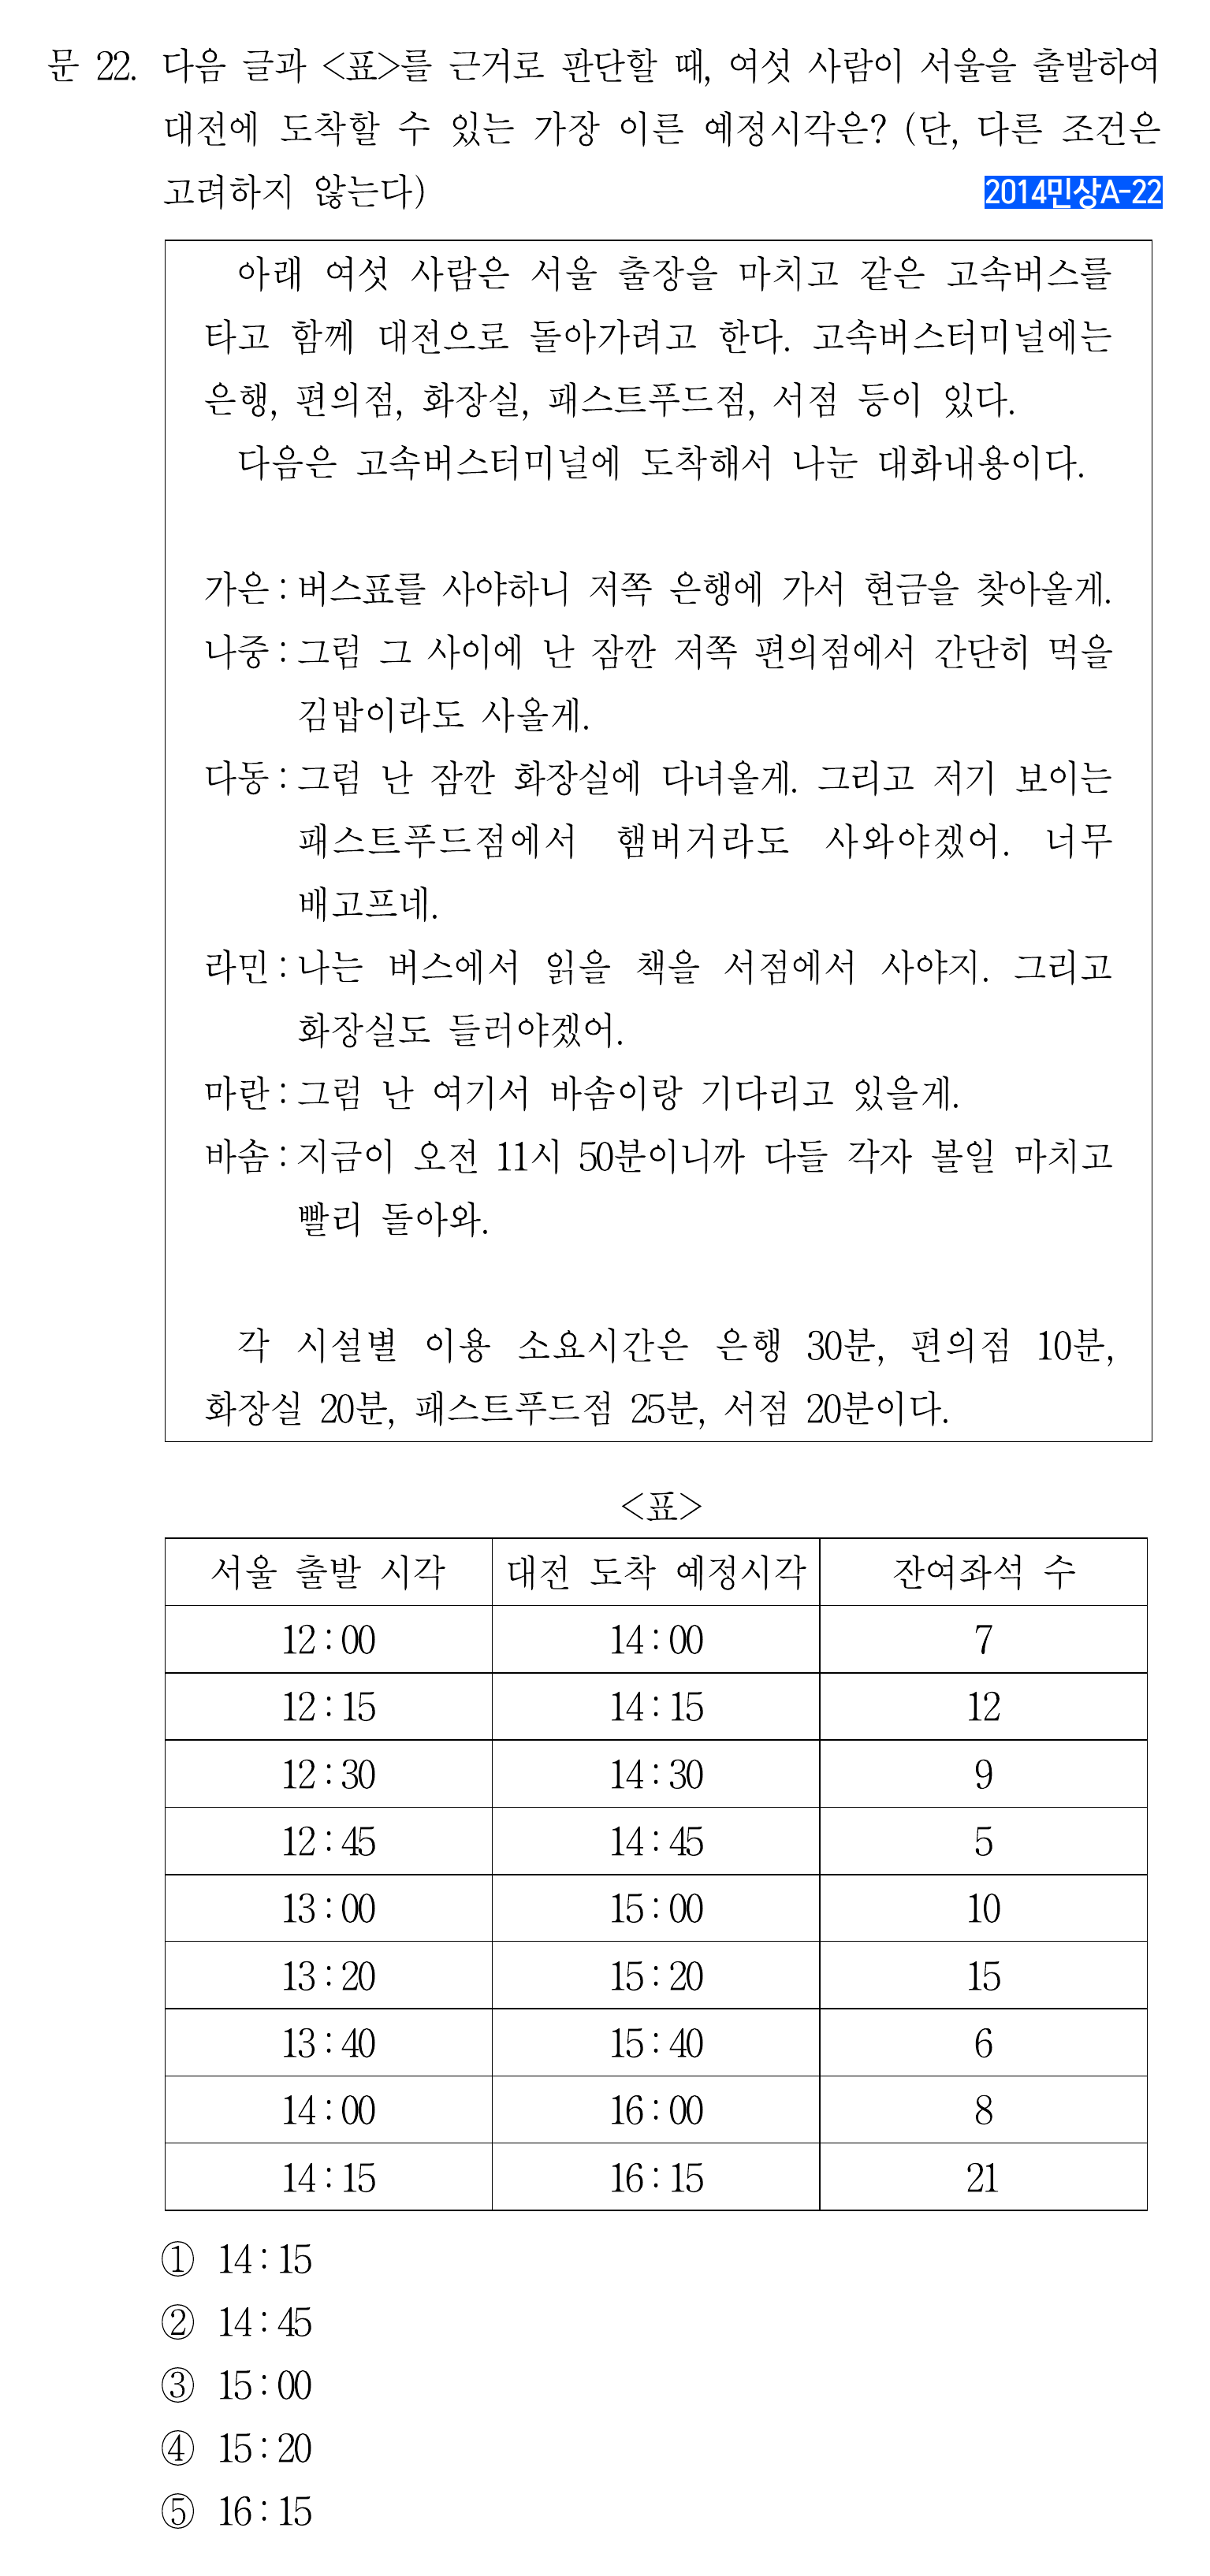 문 22. 다음 글과 <표>를 근거로 판단할 때, 여섯 사람이 서울을 출발하여
대전에 도착할 수 있는 가장 이른 예정시각은? (단, 다른 조건은
고려하지 않는다)
2014민상A-22
아래 여섯 사람은 서울 출장을 마치고 같은 고속버스를
타고 함께 대전으로 돌아가려고 한다. 고속버스터미널에는
은행, 편의점, 화장실, 패스트푸드점, 서점 등이 있다.
다음은 고속버스터미널에 도착해서 나눈 대화내용이다.
가은 : 버스표를 사야하니 저쪽 은행에 가서 현금을 찾아올게.
나중 : 그럼 그 사이에 난 잠깐 저쪽 편의점에서 간단히 먹을
김밥이라도 사올게.
다동 : 그럼 난 잠깐 화장실에 다녀올게. 그리고 저기 보이는
패스트푸드점에서 햄버거라도 사와야겠어. 너무
배고프네.
라민 : 나는 버스에서 읽을 책을 서점에서 사야지. 그리고
화장실도 들러야겠어.
마란 : 그럼 난 여기서 바솜이랑 기다리고 있을게.
바솜 : 지금이 오전 11시 50분이니까 다들 각자 볼일 마치고
빨리 돌아와.
각 시설별 이용 소요시간은 은행 30분, 편의점 10분,
화장실 20분, 패스트푸드점 25분, 서점 20분이다.
<표>
서울 출발 시각 대전 도착 예정시각 잔여좌석 수
12 : 00 14 : 00 7
12 : 15 14 : 15 12
12 : 30 14 : 30 9
12 : 45 14 : 45 5
13 : 00 15 : 00 10
13 : 20 15 : 20 15
13 : 40 15 : 40 6
14 : 00 16 : 00 8
14 : 15 16 : 15 21
① 14 : 15
② 14 : 45
③ 15 : 00
④ 15 : 20
⑤ 16 : 15